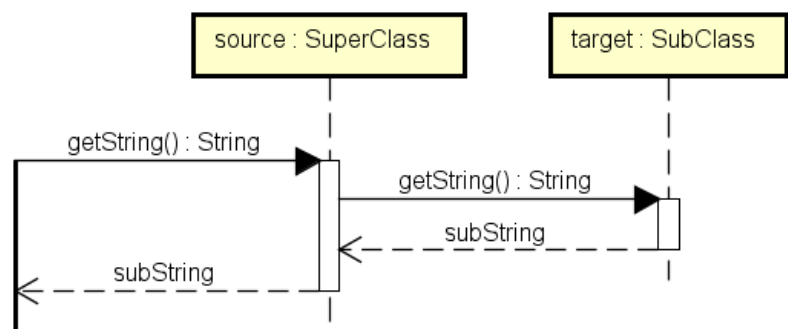 source : SuperClass
target : SubClass
getString() : String
getString() : String
subString
subString